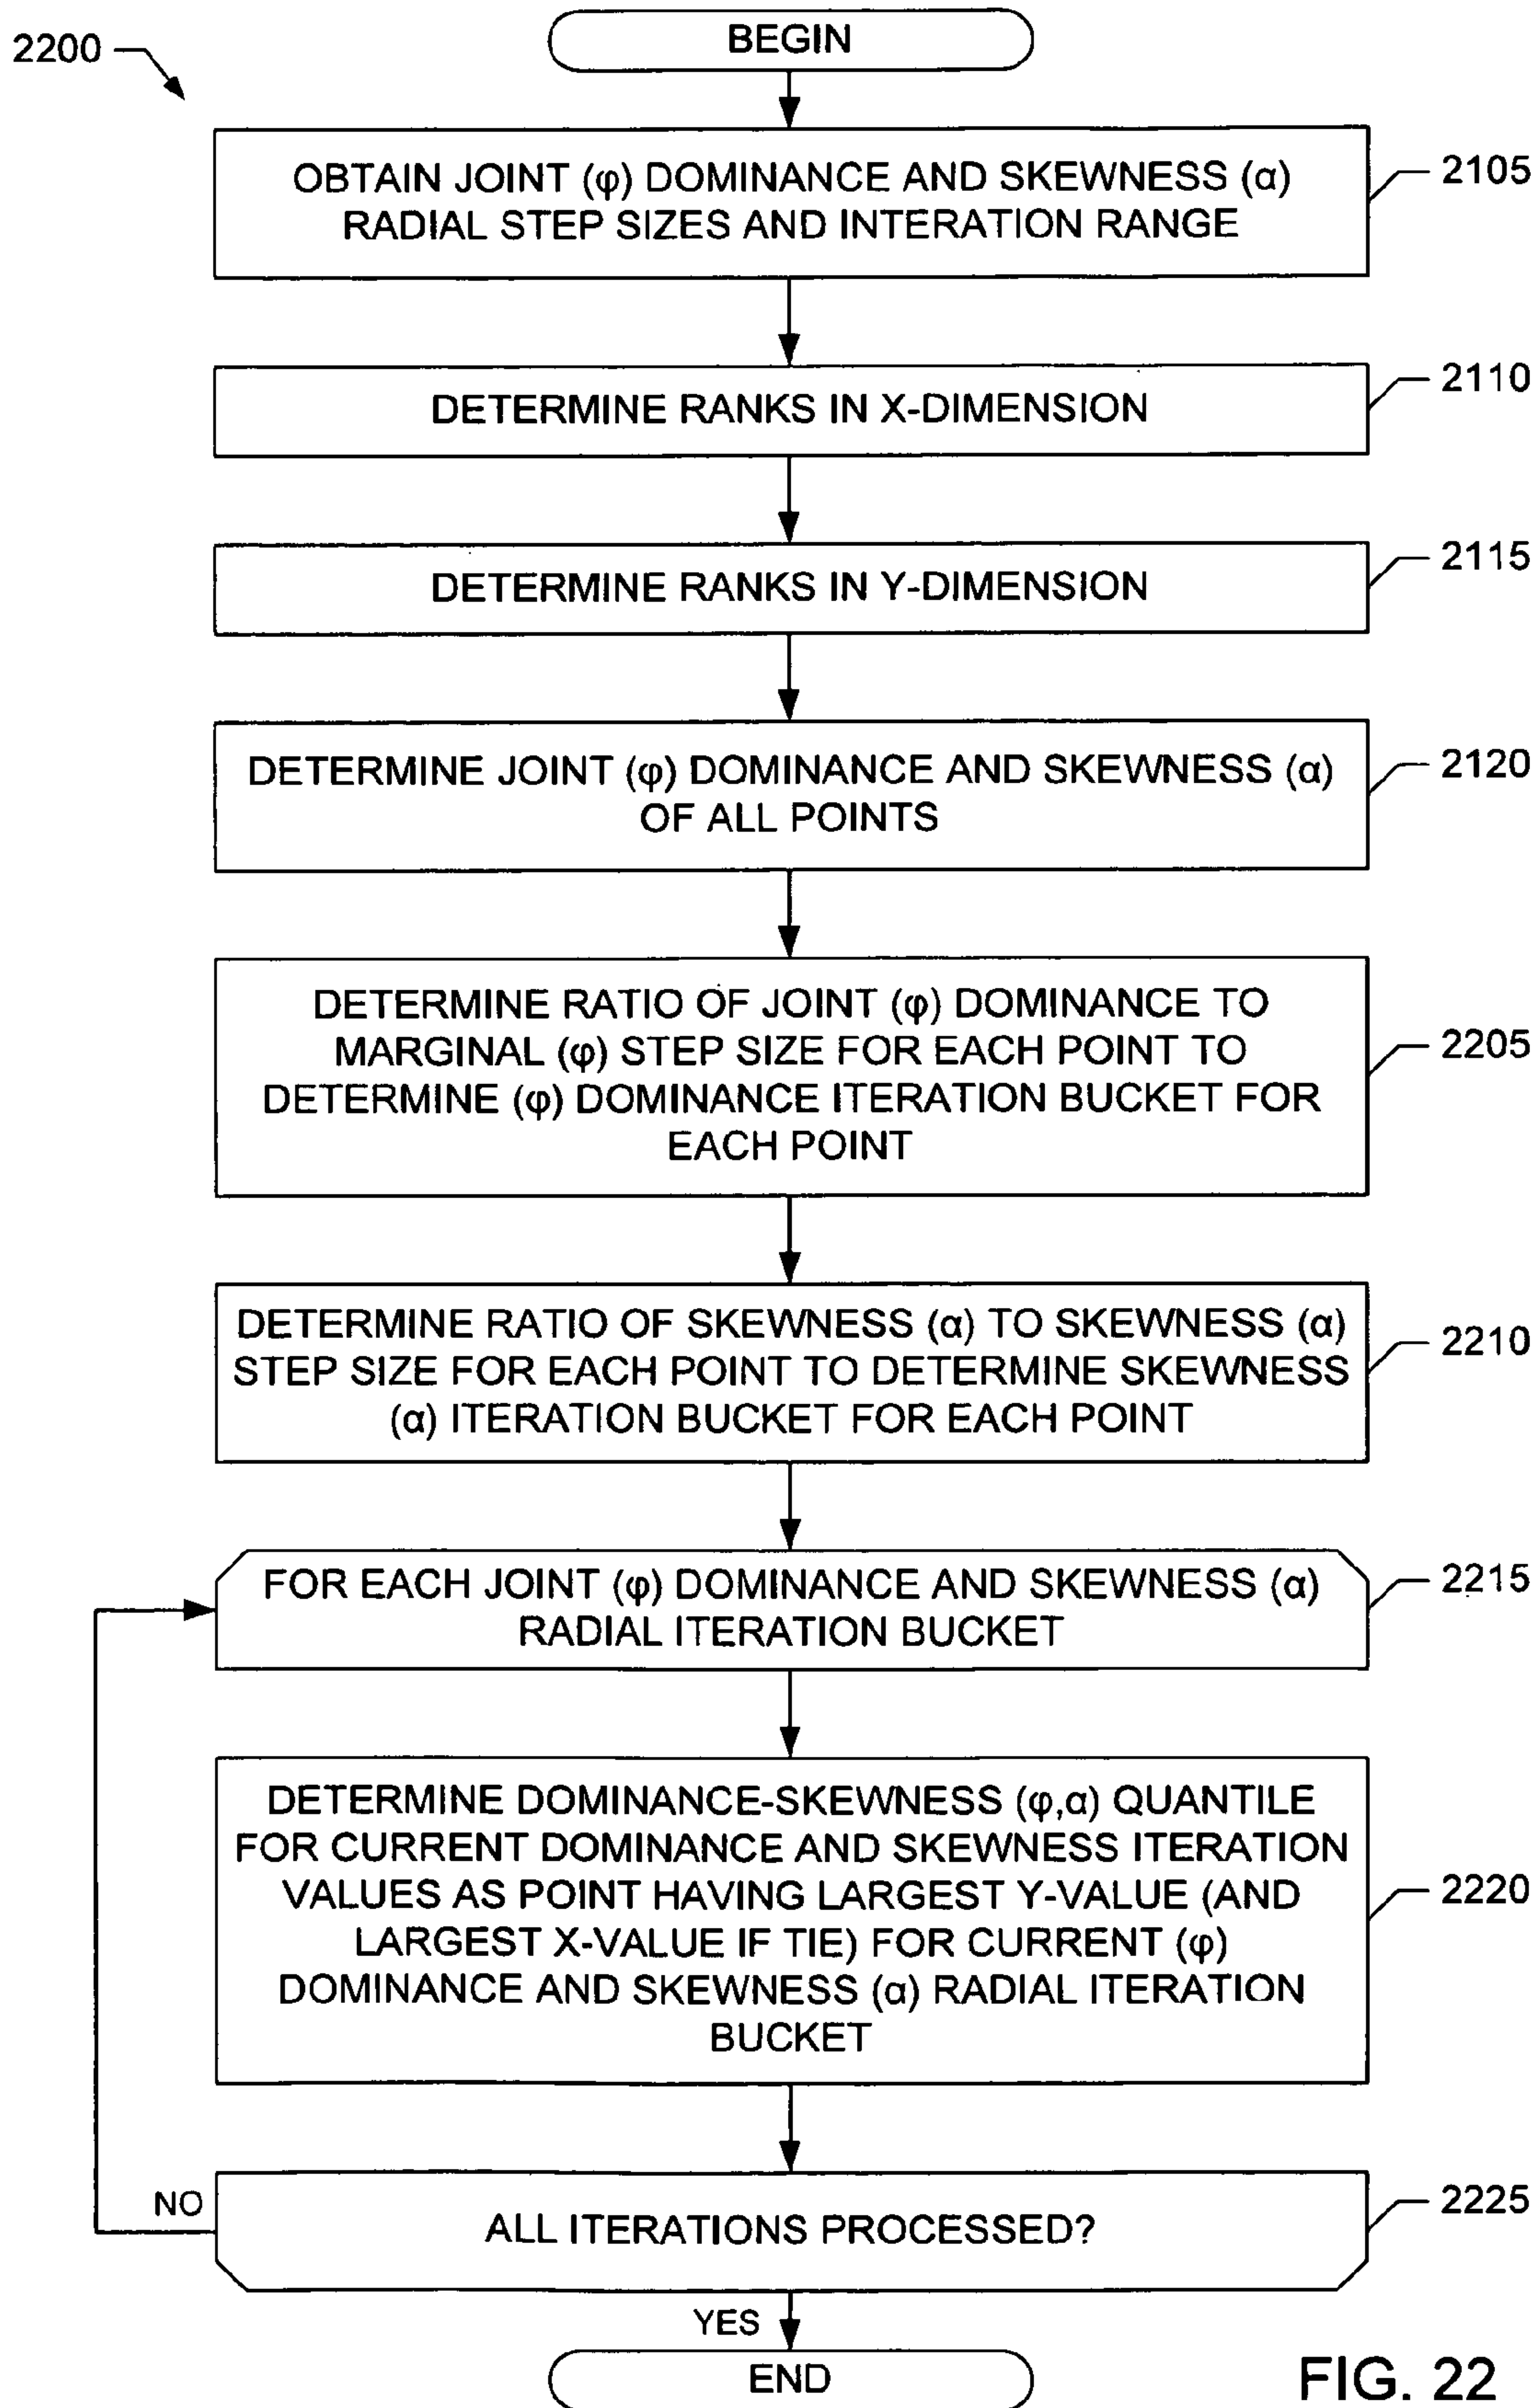 2200
BEGIN
OBTAIN JOINT (φ) DOMINANCE AND SKEWNESS (α)
RADIAL STEP SIZES AND INTERATION RANGE
2105
DETERMINE RANKS IN X-DIMENSION
2110
DETERMINE RANKS IN Y-DIMENSION
2115
DETERMINE JOINT (φ) DOMINANCE AND SKEWNESS (α)
OF ALL POINTS
2120
DETERMINE RATIO OF JOINT (φ) DOMINANCE TO
MARGINAL (φ) STEP SIZE FOR EACH POINT TO
DETERMINE (φ) DOMINANCE ITERATION BUCKET FOR
EACH POINT
2205
DETERMINE RATIO OF SKEWNESS (α) TO SKEWNESS (α)
STEP SIZE FOR EACH POINT TO DETERMINE SKEWNESS
(α) ITERATION BUCKET FOR EACH POINT
2210
FOR EACH JOINT (φ) DOMINANCE AND SKEWNESS (α)
RADIAL ITERATION BUCKET
2215
DETERMINE DOMINANCE-SKEWNESS (φ,α) QUANTILE
FOR CURRENT DOMINANCE AND SKEWNESS ITERATION
VALUES AS POINT HAVING LARGEST Y-VALUE (AND
LARGEST X-VALUE IF TIE) FOR CURRENT (φ)
DOMINANCE AND SKEWNESS (α) RADIAL ITERATION
BUCKET
2220
NO
ALL ITERATIONS PROCESSED?
2225
YES
END
FIG. 22